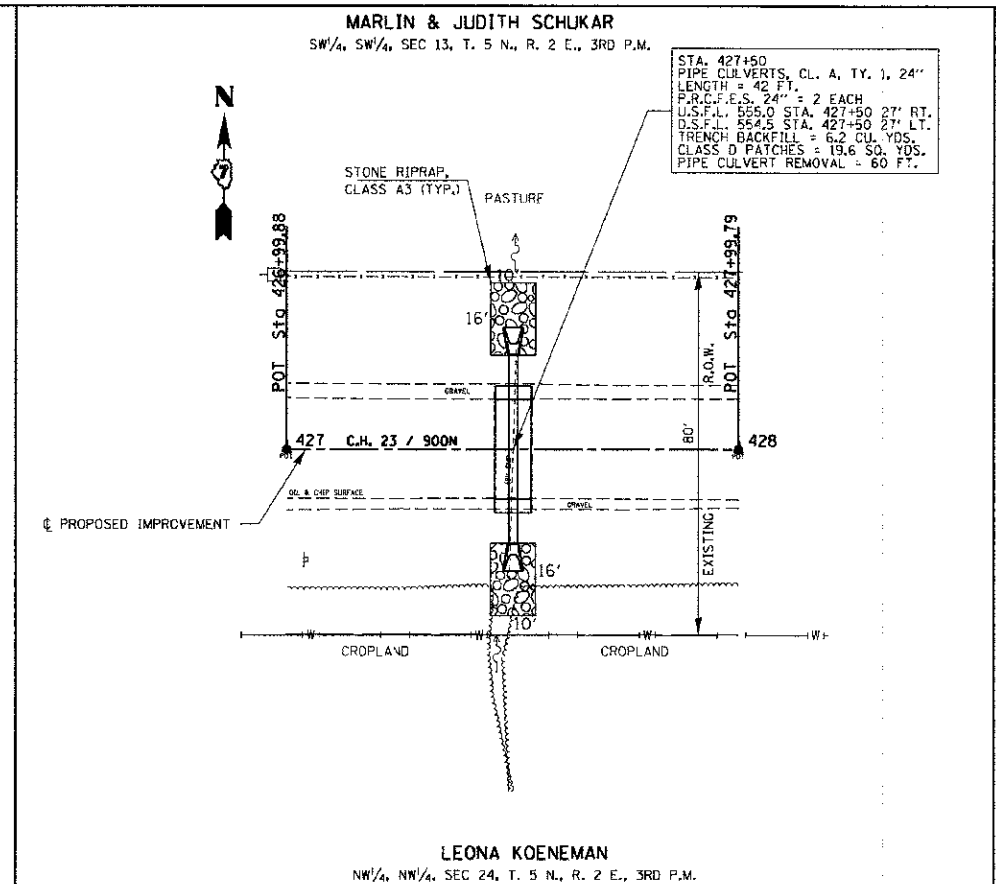 MARLIN & JUDITH SCHUKAR
SW¼, SW¼, SEC 13, T. 5 N., R. 2 E., 3RD P.M.
STA. 427+50
PIPE CULVERTS, CL. A, TY. 1, 24"
LENGTH = 42 FT.
P.R.C.F.E.S. 24" = 2 EACH
U.S.F.L. 555.0 STA. 427+50 27' RT.
D.S.F.L. 554.5 STA. 427+50 27' LT.
TRENCH BACKFILL = 6.2 CU. YDS.
CLASS D PATCHES = 19.6 SQ. YDS.
PIPE CULVERT REMOVAL = 60 FT.
N
7
STONE RIPRAP,
CLASS A3 (TYP.)
PASTURE
POT Sta 426+99.88
POT Sta 427+99.79
10'
16'
R.O.W.
GRAVEL
80'
427 C.H. 23 / 900N
428
POT
POT
OIL & CHIP SURFACE
GRAVEL
℄ PROPOSED IMPROVEMENT
EXISTING
16'
10'
W W W W
CROPLAND CROPLAND
LEONA KOENEMAN
NW¼, NW¼, SEC 24, T. 5 N., R. 2 E., 3RD P.M.